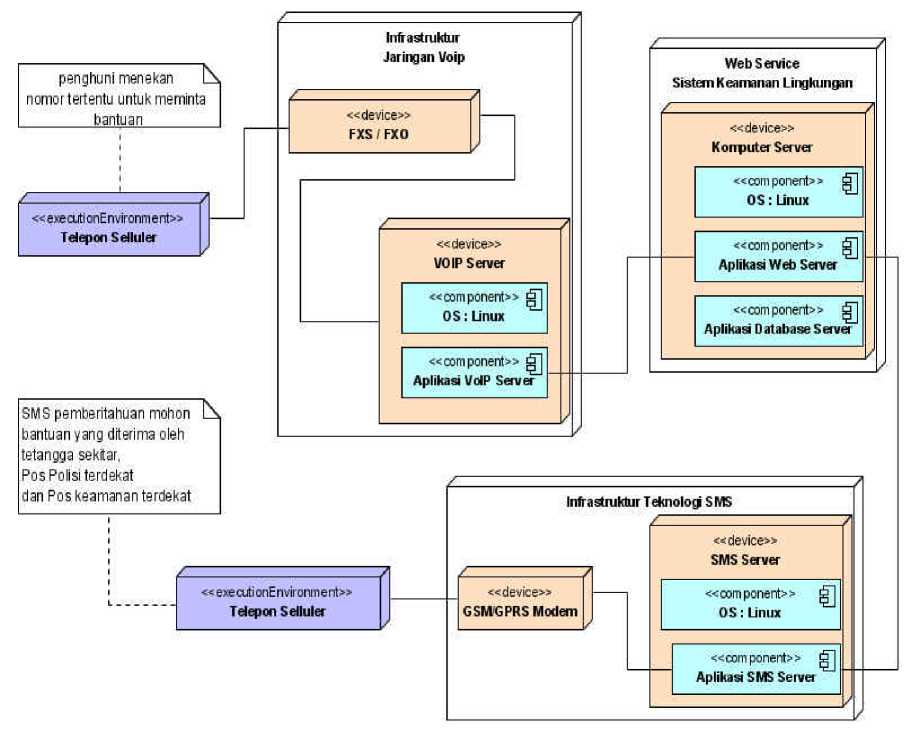 Infrastruktur
Jaringan Voip
Web Service
Sistem Keamanan Lingkungan
penghuni menekan
nomor tertentu untuk meminta
bantuan
<<device>>
FXS / FXO
<<device>>
Komputer Server
<<component>>
OS : Linux
<<executionEnvironment>>
Telepon Selluler
<<component>>
Aplikasi Web Server
<<device>>
VOIP Server
<<component>>
OS : Linux
<<component>>
Aplikasi Database Server
<<component>>
Aplikasi VoIP Server
SMS pemberitahuan mohon
bantuan yang diterima oleh
tetangga sekitar,
Pos Polisi terdekat
dan Pos keamanan terdekat
Infrastruktur Teknologi SMS
<<device>>
SMS Server
<<executionEnvironment>>
Telepon Selluler
<<device>>
GSM/GPRS Modem
<<component>>
OS : Linux
<<component>>
Aplikasi SMS Server